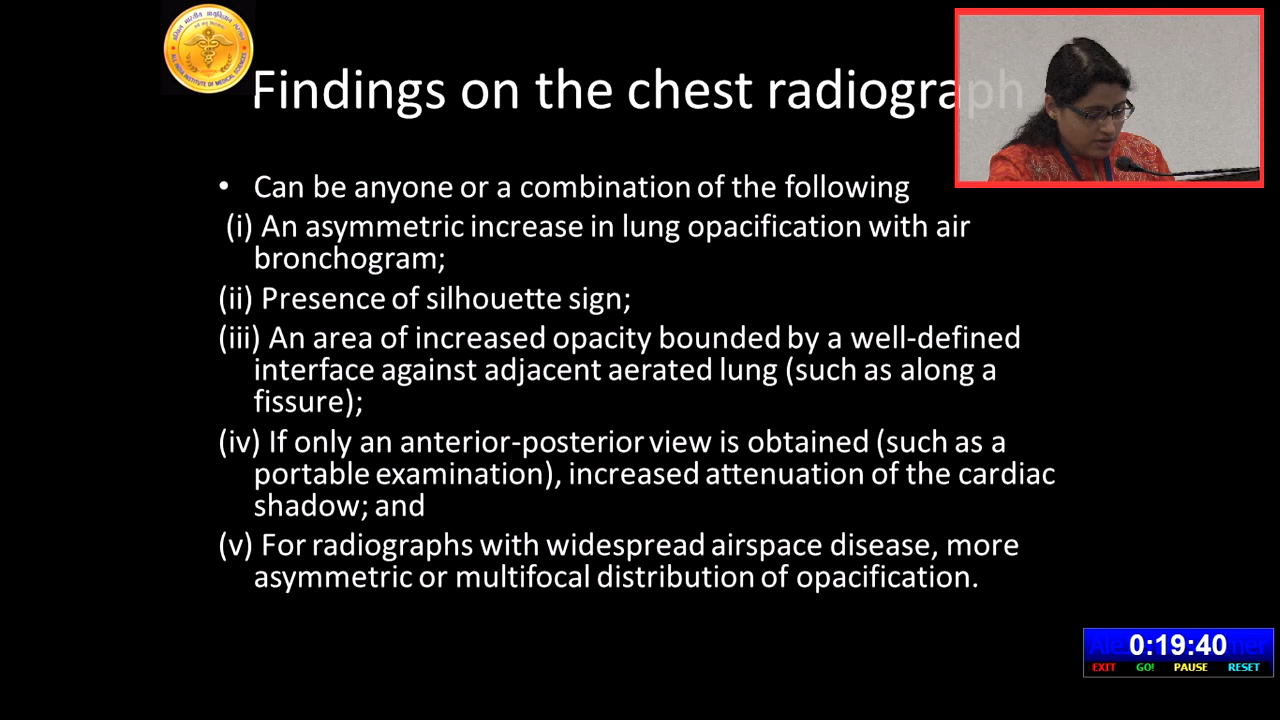 Findings on the chest radiograph
• Can be anyone or a combination of the following
(i) An asymmetric increase in lung opacification with air
bronchogram;
(ii) Presence of silhouette sign;
(iii) An area of increased opacity bounded by a well-defined
interface against adjacent aerated lung (such as along a
fissure);
(iv) If only an anterior-posterior view is obtained (such as a
portable examination), increased attenuation of the cardiac
shadow; and
(v) For radiographs with widespread airspace disease, more
asymmetric or multifocal distribution of opacification.
0:19:40
EXIT GO! PAUSE RESET